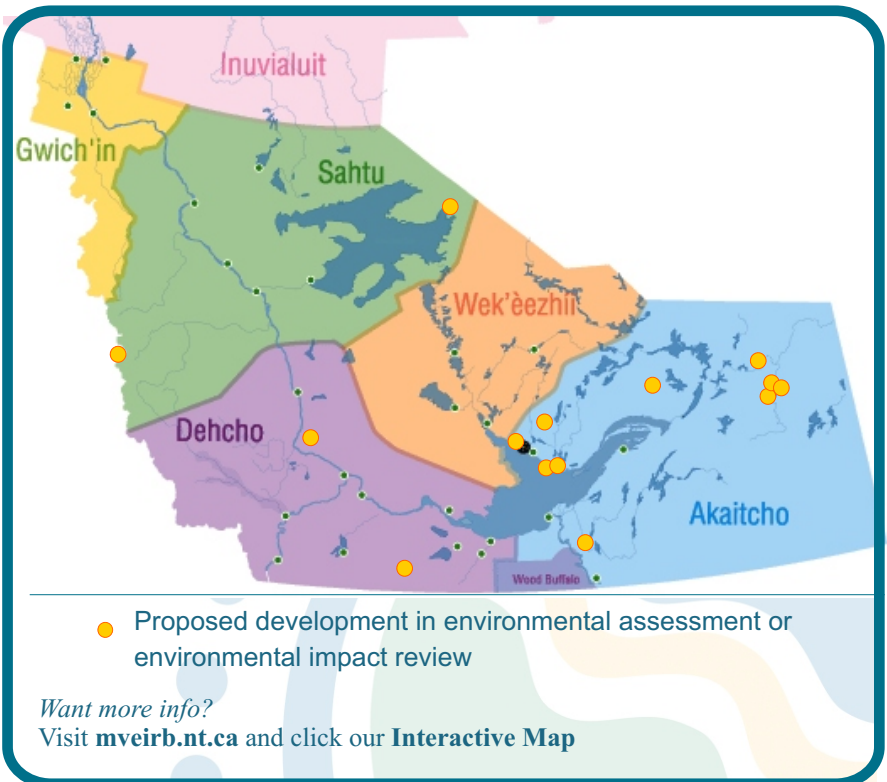 Inuvialuit
Gwich'in
Sahtu
Wek'èezhii
Dehcho
Akaitcho
Wood Buffalo
Proposed development in environmental assessment or
environmental impact review
Want more info?
Visit mveirb.nt.ca and click our Interactive Map